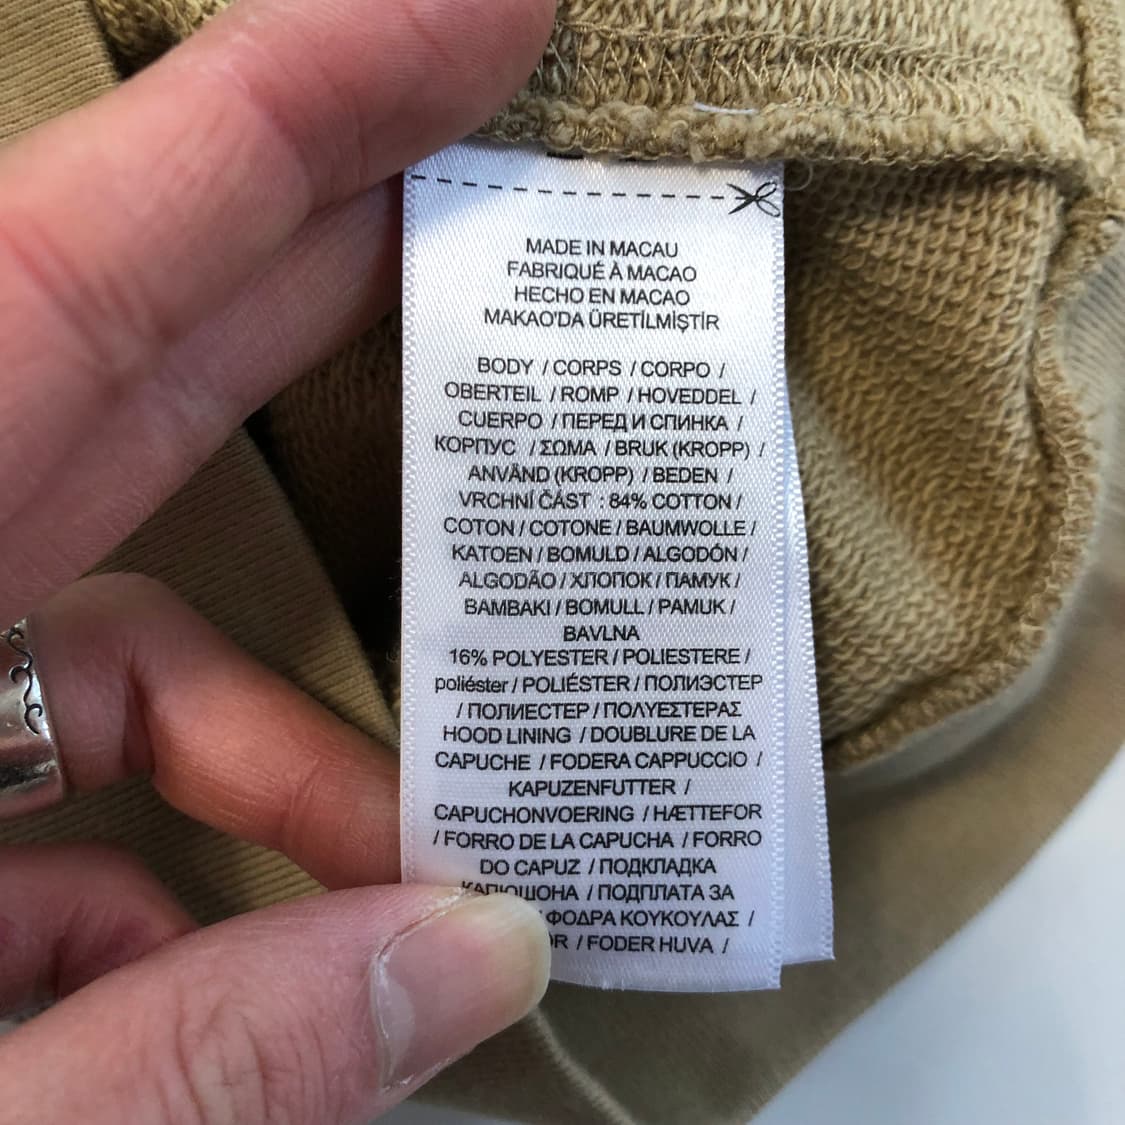 MADE IN MACAU
FABRIQUÉ À MACAO
HECHO EN MACAO
MAKAO'DA ÜRETİLMİŞTİR
BODY / CORPS / CORPO /
OBERTEIL / ROMP / HOVEDDEL /
CUERPO / ПЕРЕД И СПИНКА /
КОРПУС / ΣΩΜΑ / BRUK (KROPP) /
ANVÄND (KROPP) / BEDEN /
VRCHNÍ ČÁST : 84% COTTON /
COTON / COTONE / BAUMWOLLE /
KATOEN / BOMULD / ALGODÓN /
ALGODÃO / ХЛОПОК / ПАМУК /
BAMBAKI / BOMULL / PAMUK /
BAVLNA
16% POLYESTER / POLIESTERE /
poliéster / POLIÉSTER / ПОЛИЭСТЕР
/ ПОЛИЕСТЕР / ΠΟΛΥΕΣΤΕΡΑΣ
HOOD LINING / DOUBLURE DE LA
CAPUCHE / FODERA CAPPUCCIO /
KAPUZENFUTTER /
CAPUCHONVOERING / HÆTTEFOR
/ FORRO DE LA CAPUCHA / FORRO
DO CAPUZ / ПОДКЛАДКА
КАПЮШОНА / ПОДПЛАТА ЗА
/ ΦΟΔΡΑ ΚΟΥΚΟΥΛΑΣ /
/ FODER HUVA /